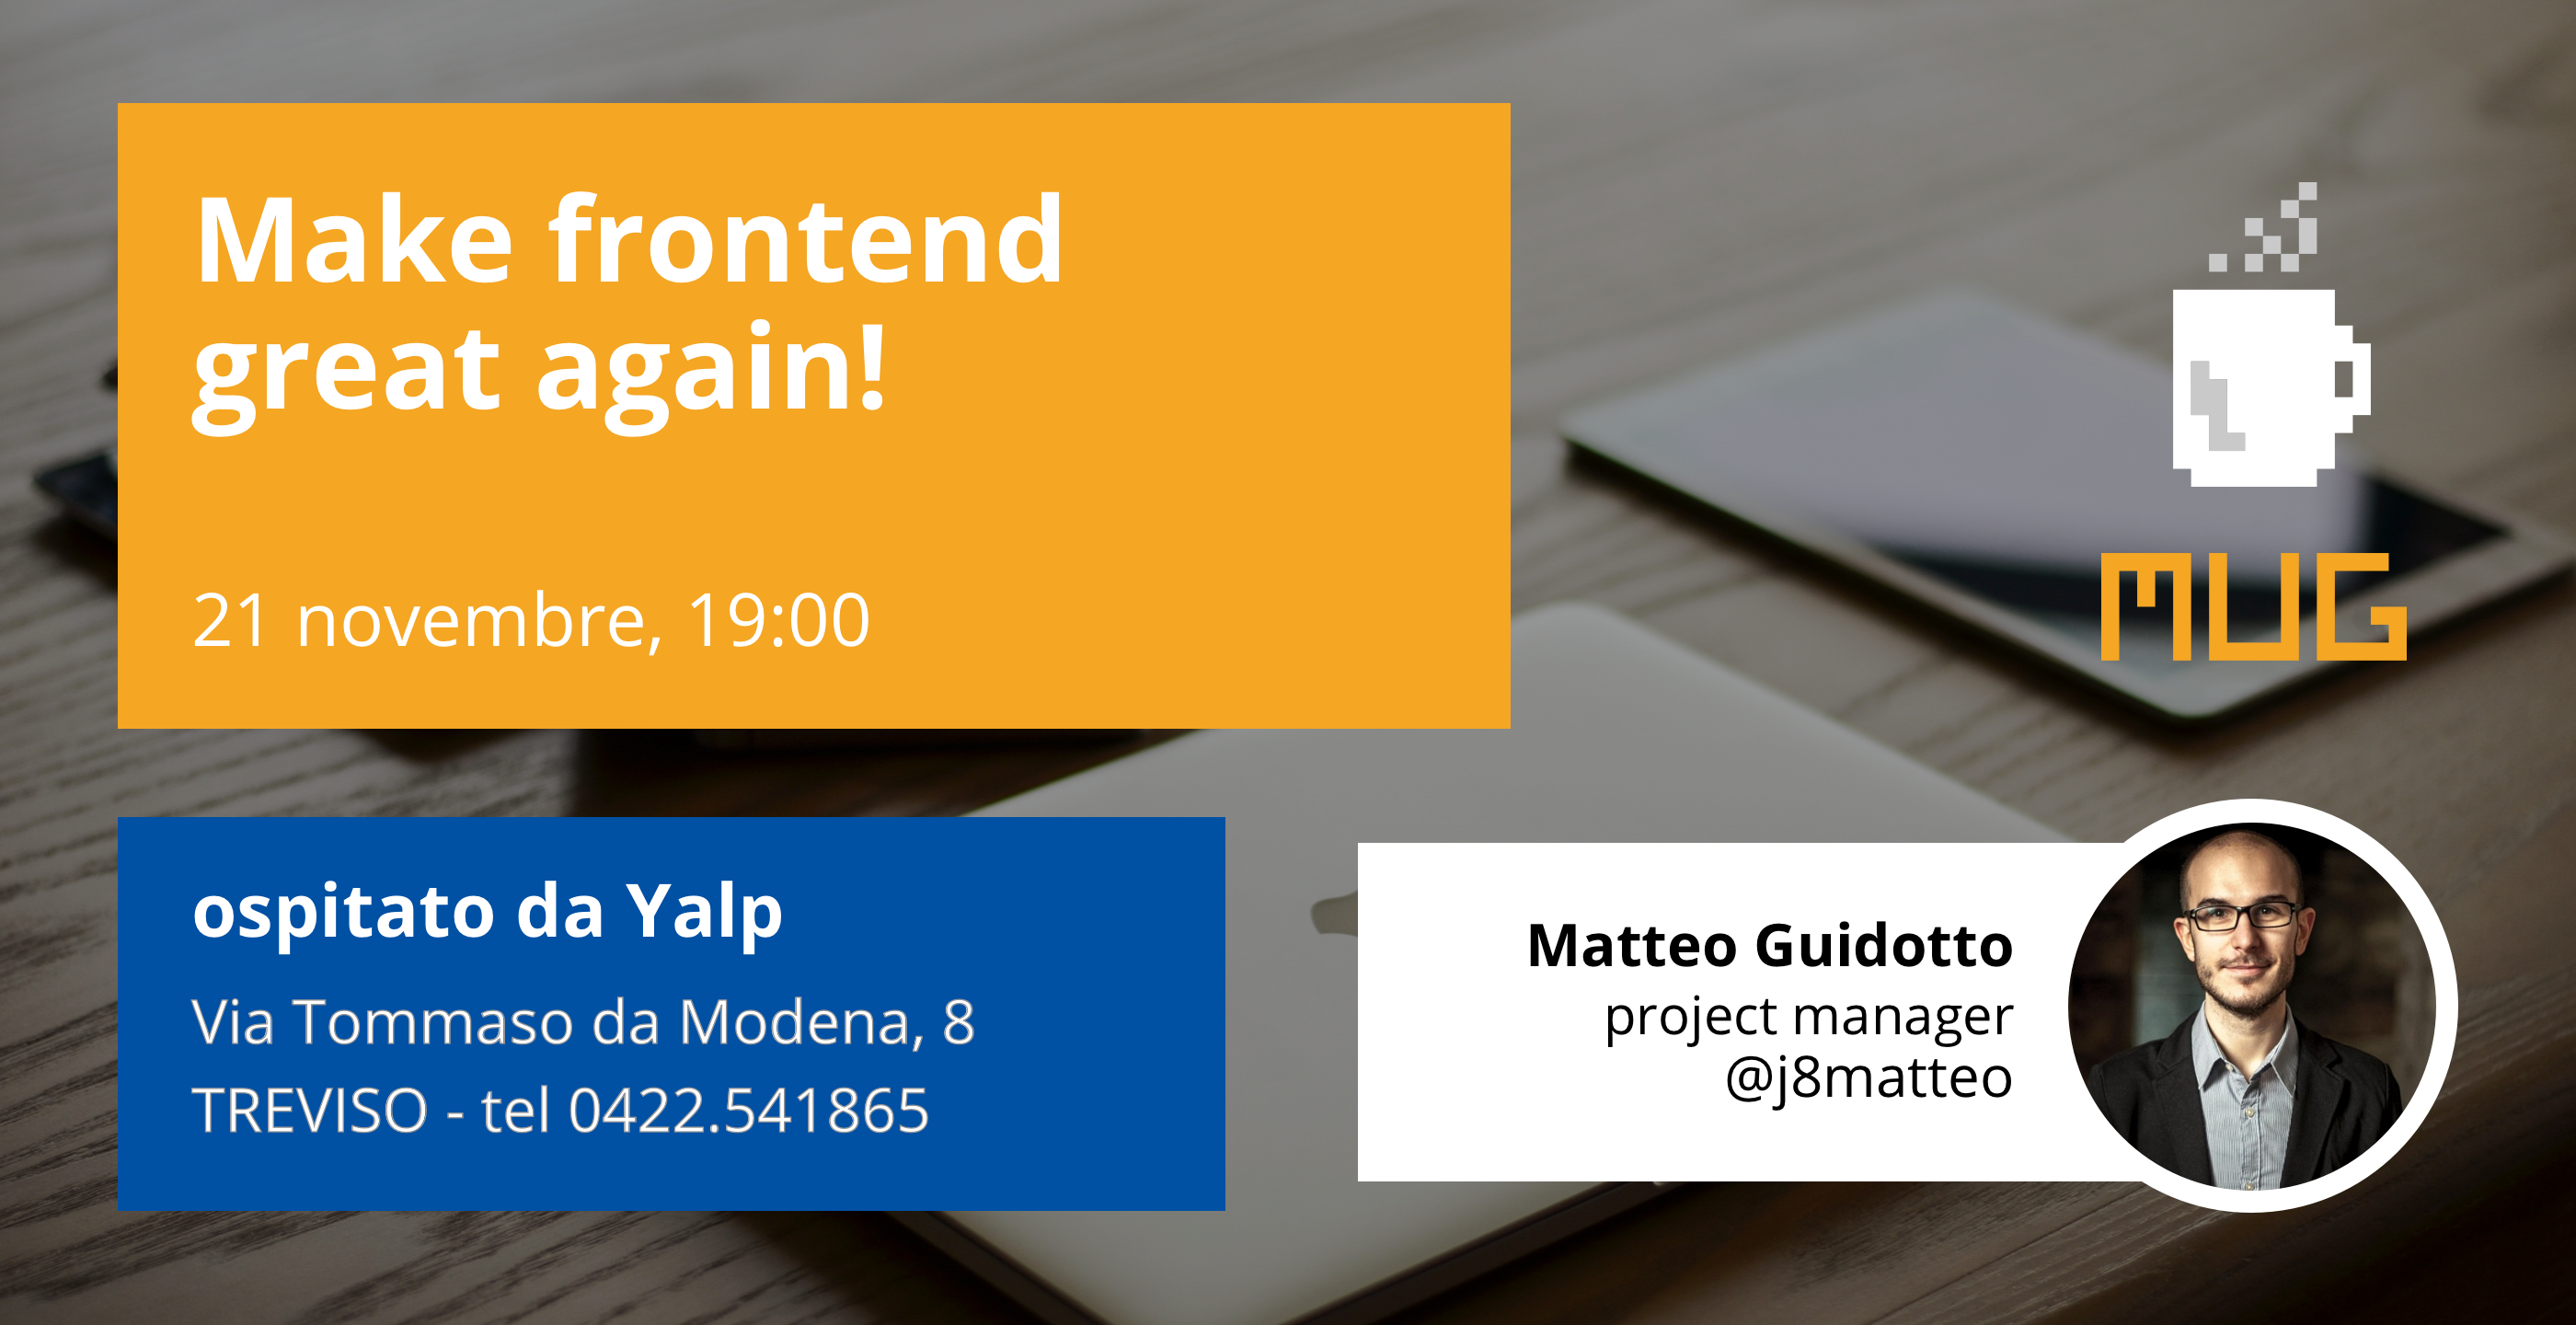 Make frontend
great again!
21 novembre, 19:00
MUG
ospitato da Yalp
Via Tommaso da Modena, 8
TREVISO - tel 0422.541865
Matteo Guidotto
project manager
@j8matteo